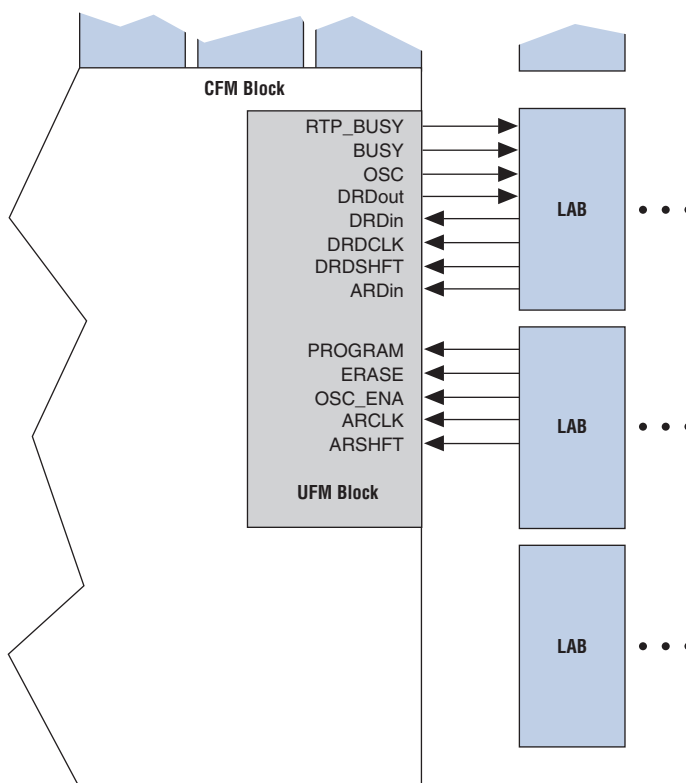 CFM Block
RTP_BUSY
BUSY
OSC
DRDout
DRDin
DRDCLK
DRDSHFT
ARDin
PROGRAM
ERASE
OSC_ENA
ARCLK
ARSHFT
UFM Block
LAB
LAB
LAB